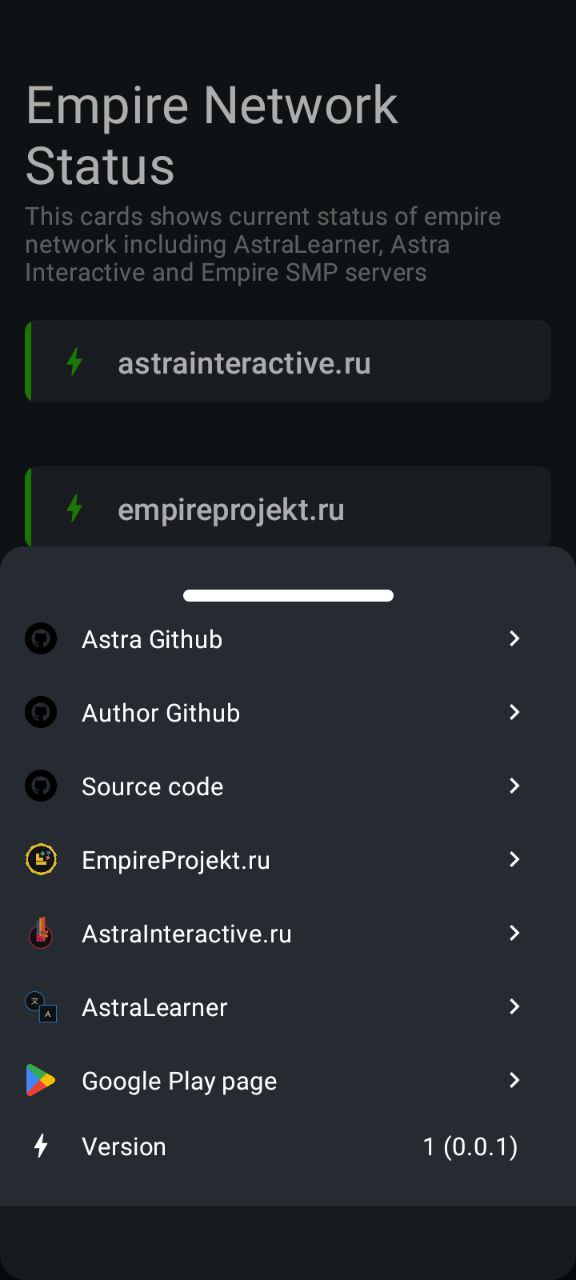 Empire Network
Status
This cards shows current status of empire
network including AstraLearner, Astra
Interactive and Empire SMP servers
astrainteractive.ru
empireprojekt.ru
Astra Github
Author Github
Source code
EmpireProjekt.ru
AstraInteractive.ru
文
A
AstraLearner
Google Play page
Version 1 (0.0.1)